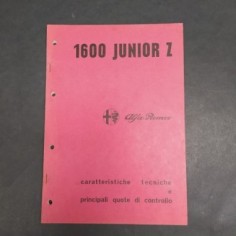 1600 JUNIOR Z
Alfa Romeo
caratteristiche tecniche
e
principali quote di controllo